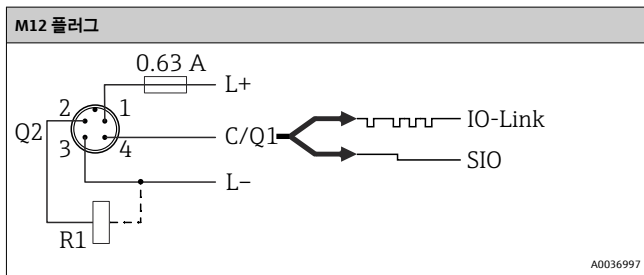 M12 플러그
0.63 A
L+
2 1
Q2
3 4
C/Q1
IO-Link
SIO
L–
R1
A0036997